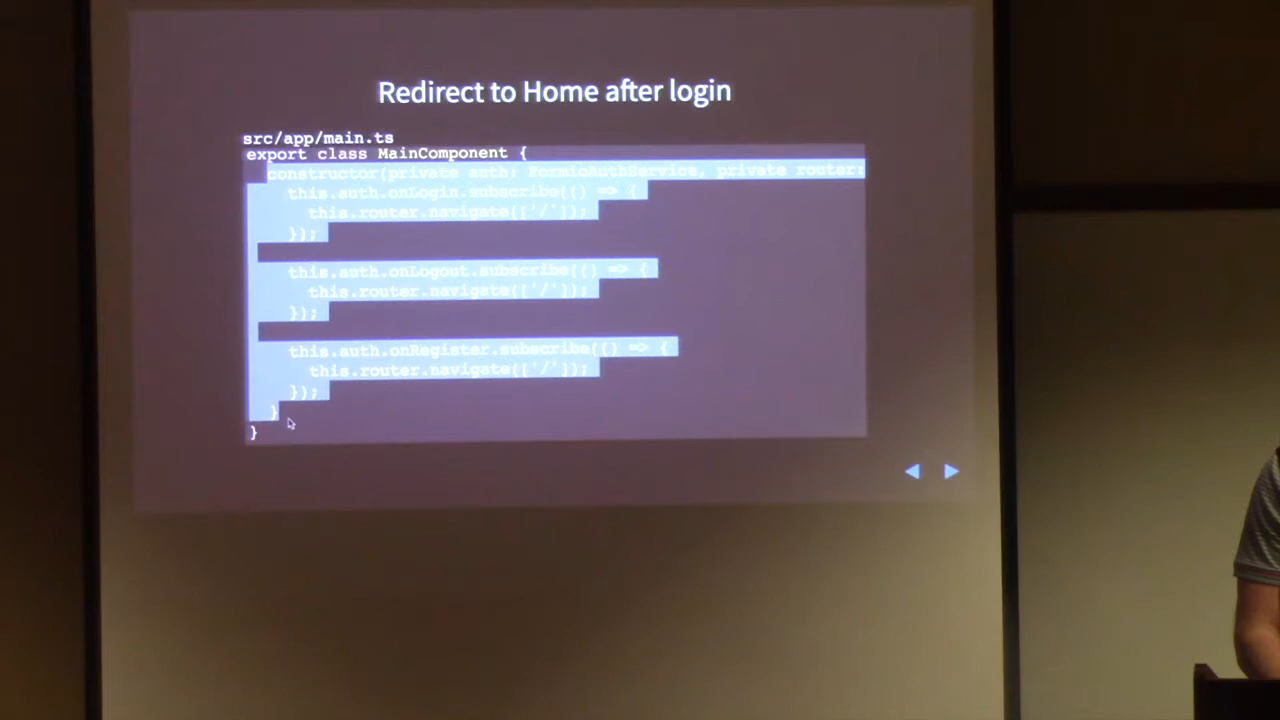 Redirect to Home after login
src/app/main.ts
export class MainComponent {
constructor(private auth: FormioAuthService, private router:
this.auth.onLogin.subscribe(() => {
this.router.navigate(['/']);
});
this.auth.onLogout.subscribe(() => {
this.router.navigate(['/']);
});
this.auth.onRegister.subscribe(() => {
this.router.navigate(['/']);
});
}
}